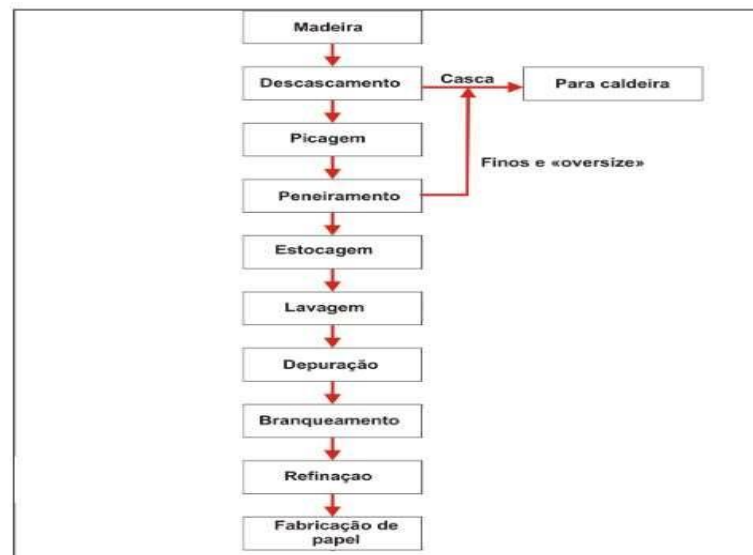 Madeira
Descascamento
Casca
Para caldeira
Picagem
Finos e «oversize»
Peneiramento
Estocagem
Lavagem
Depuração
Branqueamento
Refinaçao
Fabricação de
papel